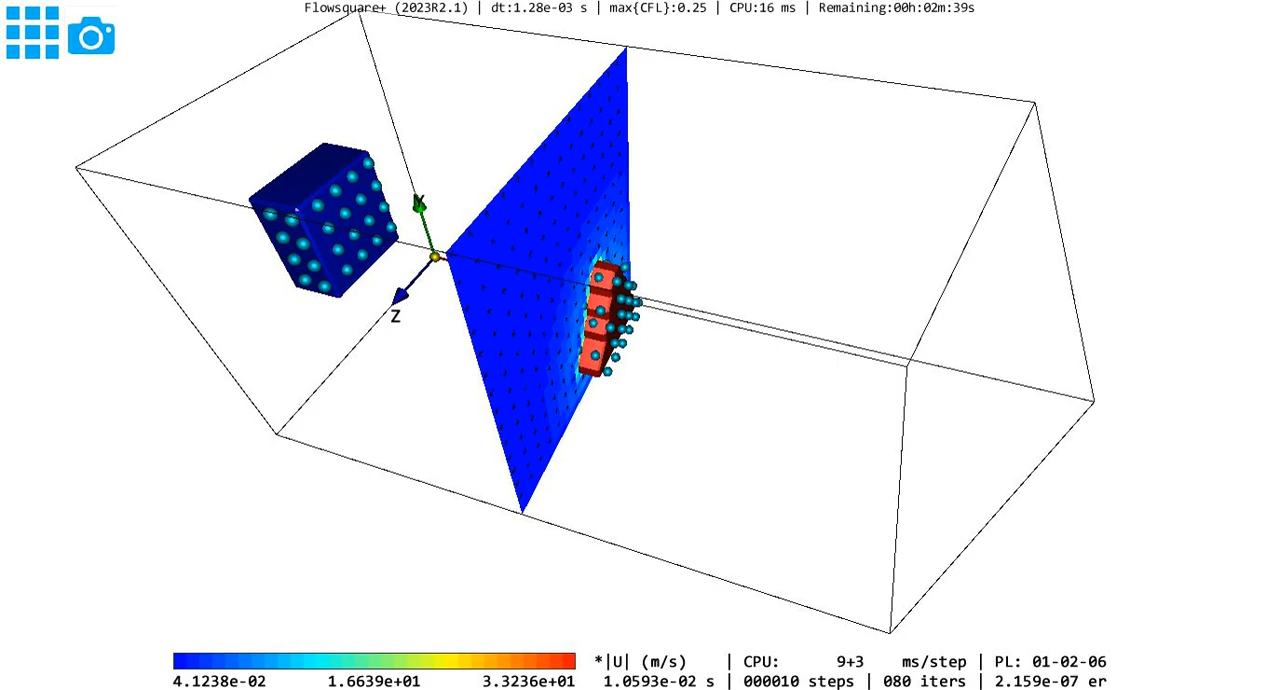 Flowsquare+ (2023R2.1) | dt:1.28e-03 s | max{CFL}:0.25 | CPU:16 ms | Remaining:00h:02m:39s
Y
Z
*|U| (m/s) | CPU: 9+3 ms/step | PL: 01-02-06
4.1238e-02 1.6639e+01 3.3236e+01 1.0593e-02 s | 000010 steps | 080 iters | 2.159e-07 er